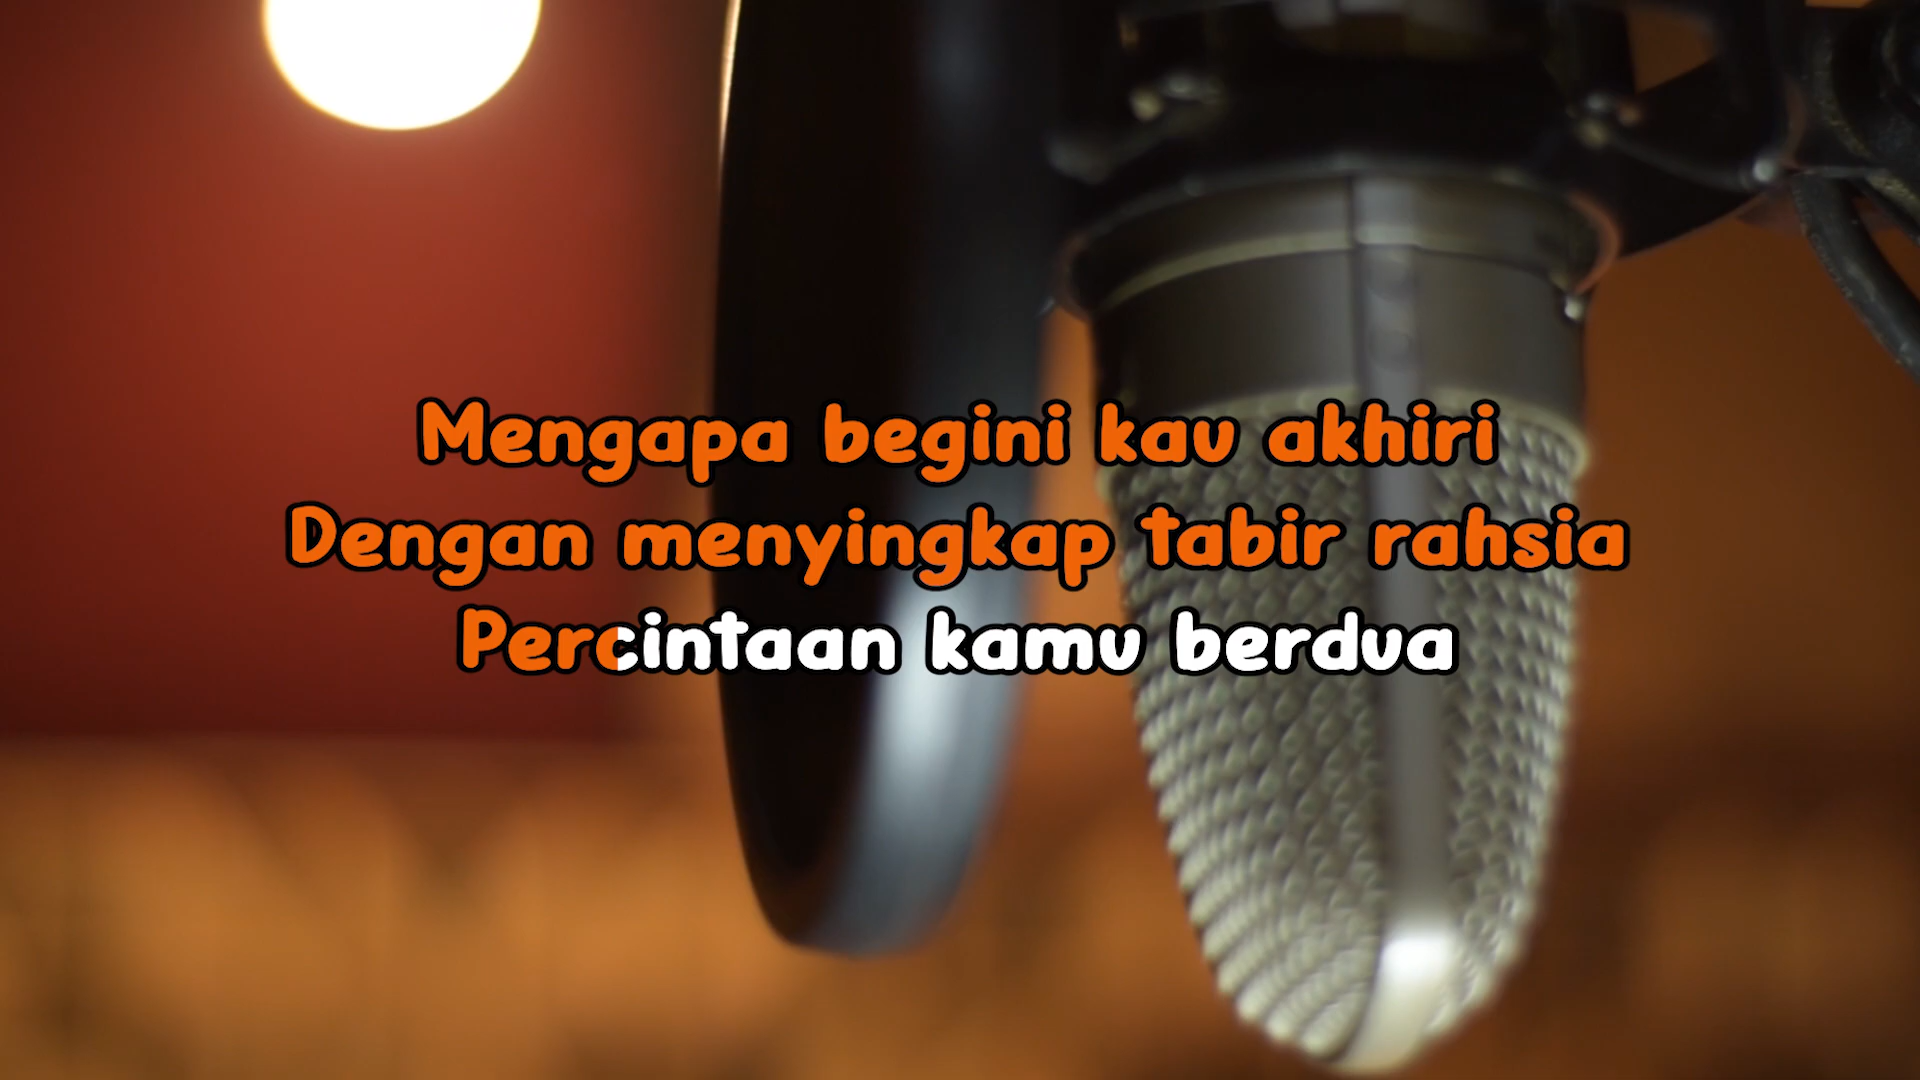 Mengapa begini kau akhiri
Dengan menyingkap tabir rahsia
Percintaan kamu berdua